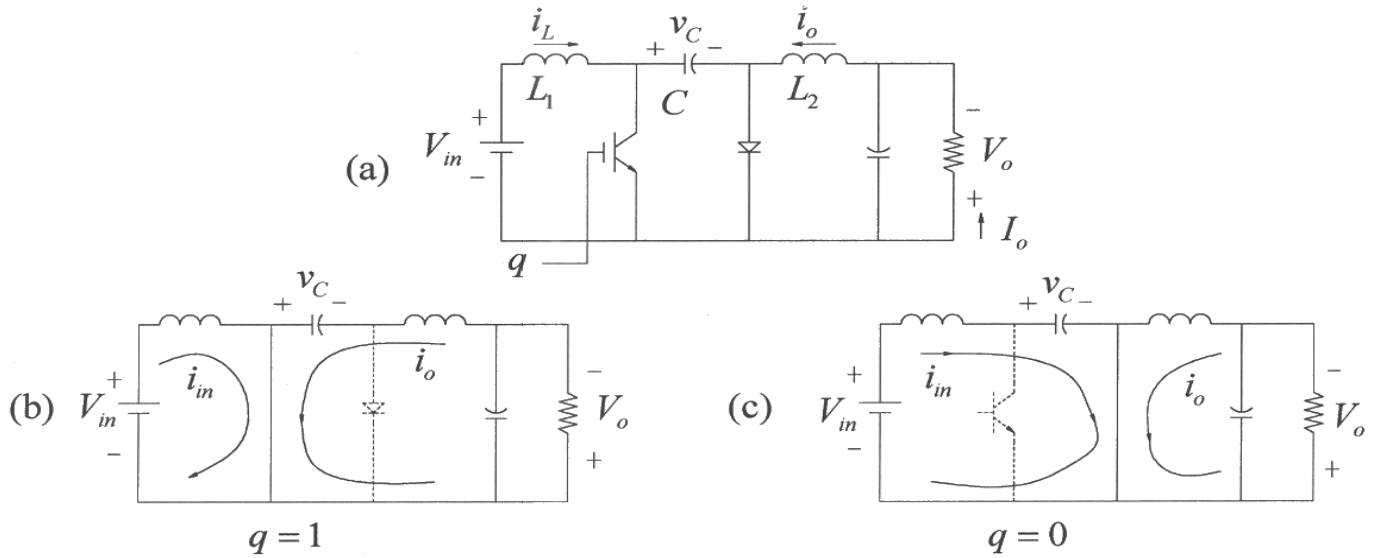 i_L
v_C
i_o
+ −
L_1
C
L_2
+
V_in
−
−
V_o
+
I_o
(a)
q
v_C
+ −
i_in
i_o
(b)
+
V_in
−
−
V_o
+
q = 1
v_C
+ −
i_in
i_o
(c)
+
V_in
−
−
V_o
+
q = 0